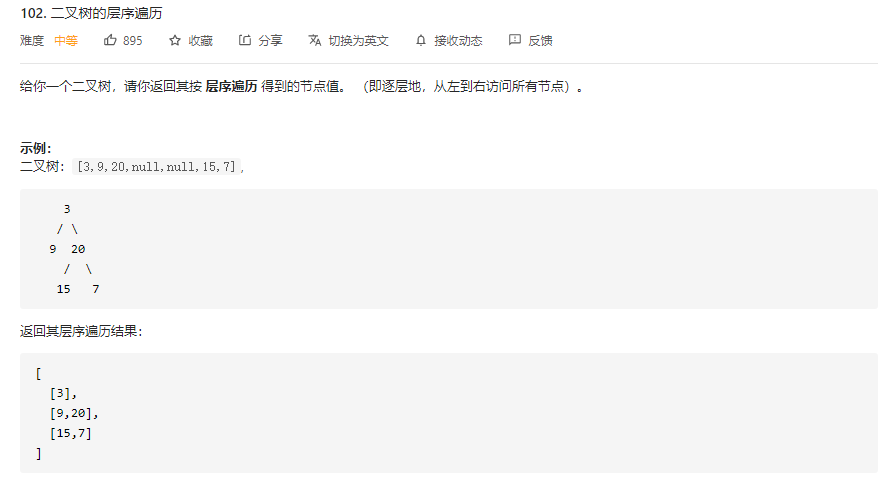 102. 二叉树的层序遍历
难度 中等 895 收藏 分享 切换为英文 接收动态 反馈
给你一个二叉树，请你返回其按 层序遍历 得到的节点值。 （即逐层地，从左到右访问所有节点）。
示例：
二叉树：[3,9,20,null,null,15,7],
3
/ \
9 20
/ \
15 7
返回其层序遍历结果：
[
[3],
[9,20],
[15,7]
]